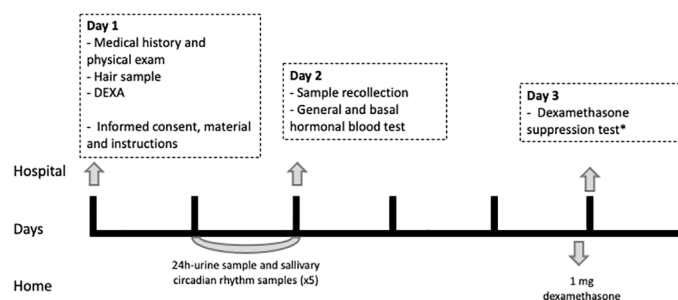 Day 1
- Medical history and
physical exam
- Hair sample
- DEXA
- Informed consent, material
and instructions
Day 2
- Sample recollection
- General and basal
hormonal blood test
Day 3
- Dexamethasone
suppression test*
Hospital
Days
Home
24h-urine sample and sallivary
circadian rhythm samples (x5)
1 mg
dexamethasone